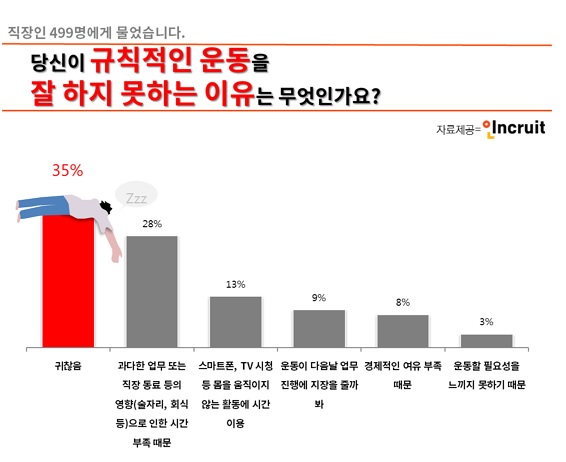 직장인 499명에게 물었습니다.
당신이 규칙적인 운동을
잘 하지 못하는 이유는 무엇인가요?
자료제공= Incruit
35%
Zzz
28%
13%
9%
8%
3%
귀찮음
과다한 업무 또는
직장 동료 등의
영향(술자리, 회식
등)으로 인한 시간
부족 때문
스마트폰, TV 시청
등 몸을 움직이지
않는 활동에 시간
이용
운동이 다음날 업무
진행에 지장을 줄까
봐
경제적인 여유 부족
때문
운동할 필요성을
느끼지 못하기 때문